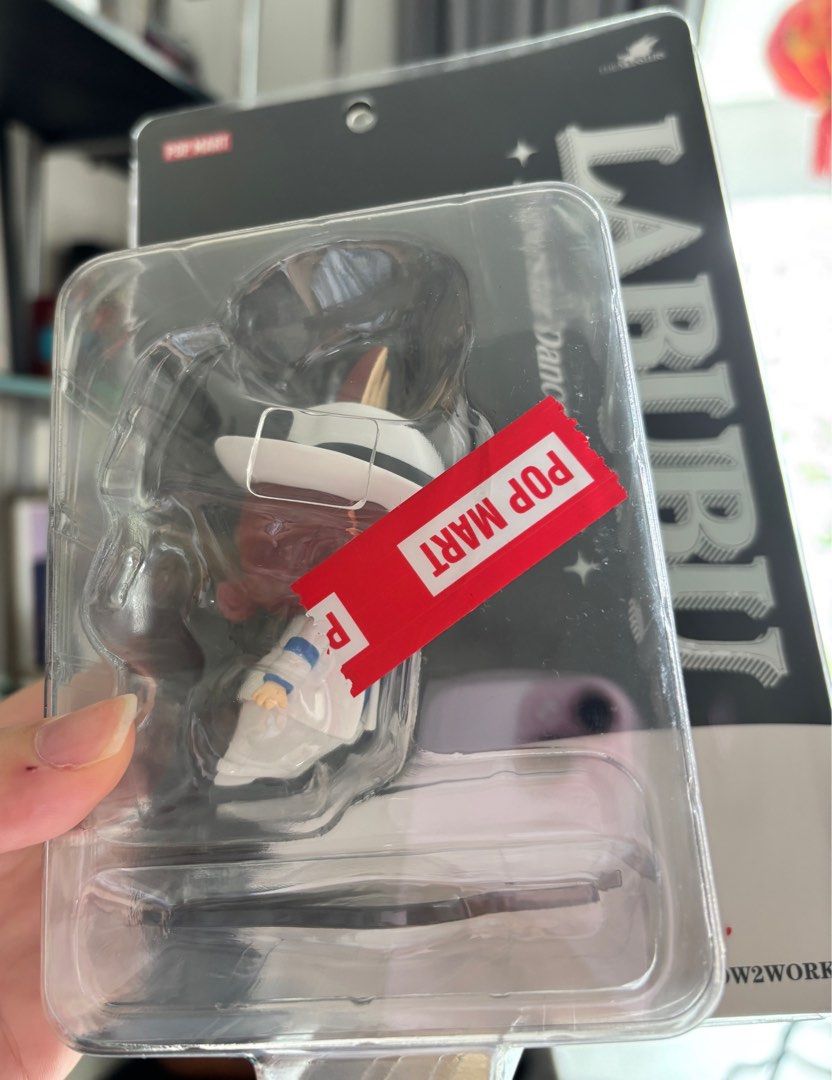 POP MART
LABUBU
Danc
POP MART
P
OW2WORK